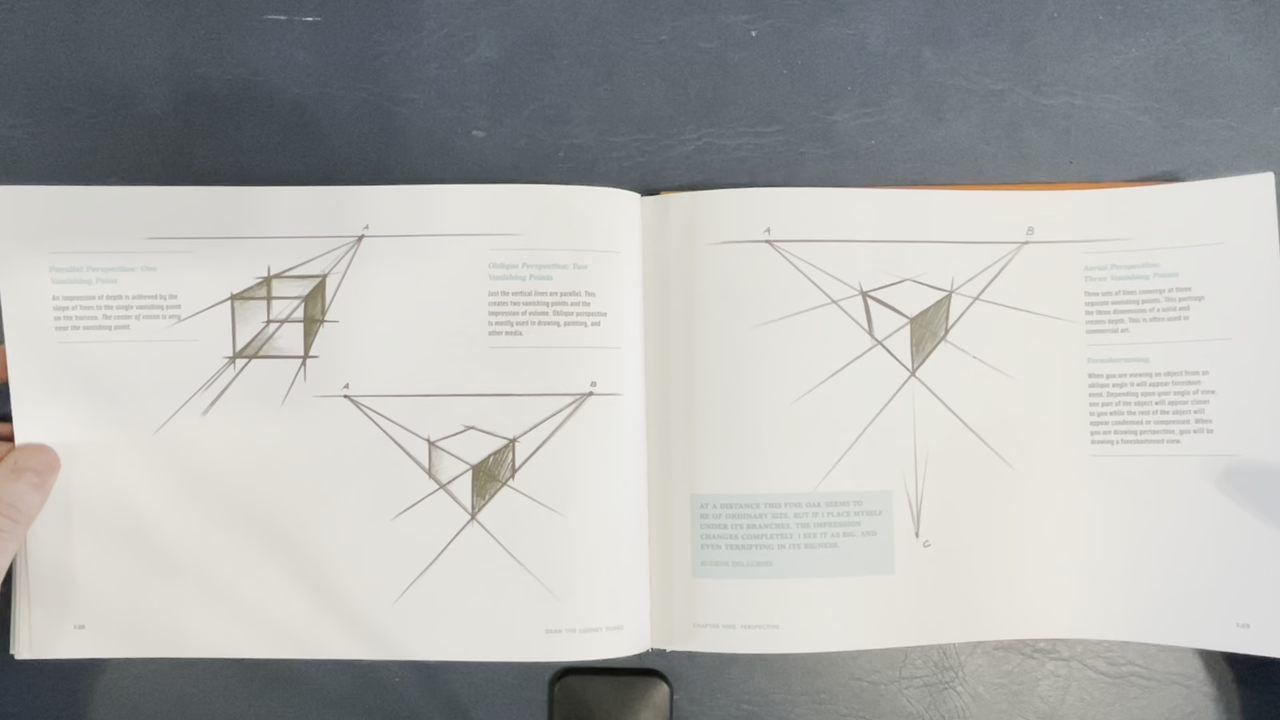 A
Parallel Perspective: One
Vanishing Point
An impression of depth is achieved by the
slope of lines to the single vanishing point
on the horizon. The center of vision is very
near the vanishing point.
Oblique Perspective: Two
Vanishing Points
Just the vertical lines are parallel. This
creates two vanishing points and the
impression of volume. Oblique perspective
is mostly used in drawing, painting, and
other media.
A
B
DRAW THE LOONEY TUNES
A
B
C
Aerial Perspective:
Three Vanishing Points
Three sets of lines converge at three
separate vanishing points. This portrays
the three dimensions of a solid and
creates depth. This is often used in
commercial art.
Foreshortening
When you are viewing an object from an
oblique angle it will appear foreshort-
ened. Depending upon your angle of view,
one part of the object will appear closer
to you while the rest of the object will
appear condensed or compressed. When
you are drawing perspective, you will be
drawing a foreshortened view.
AT A DISTANCE THIS FINE OAK SEEMS TO
BE OF ORDINARY SIZE. BUT IF I PLACE MYSELF
UNDER ITS BRANCHES, THE IMPRESSION
CHANGES COMPLETELY. I SEE IT AS BIG, AND
EVEN TERRIFYING IN ITS BIGNESS.
EUGENE DELACROIX
CHAPTER NINE: PERSPECTIVE